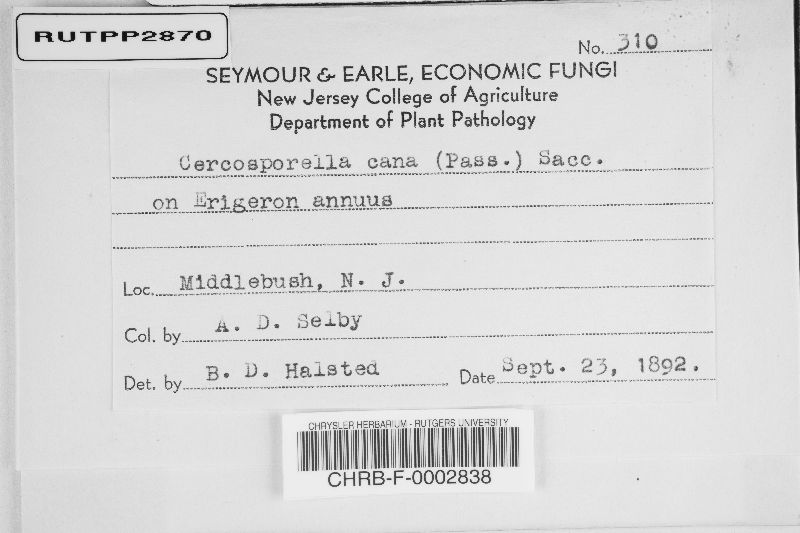 RUTPP2870
No. 310
SEYMOUR & EARLE, ECONOMIC FUNGI
New Jersey College of Agriculture
Department of Plant Pathology
Cercosporella cana (Pass.) Sacc.
on Erigeron annuus
Loc. Middlebush, N. J.
Col. by A. D. Selby
Det. by B. D. Halsted Date Sept. 23, 1892.
CHRYSLER HERBARIUM - RUTGERS UNIVERSITY
CHRB-F-0002838